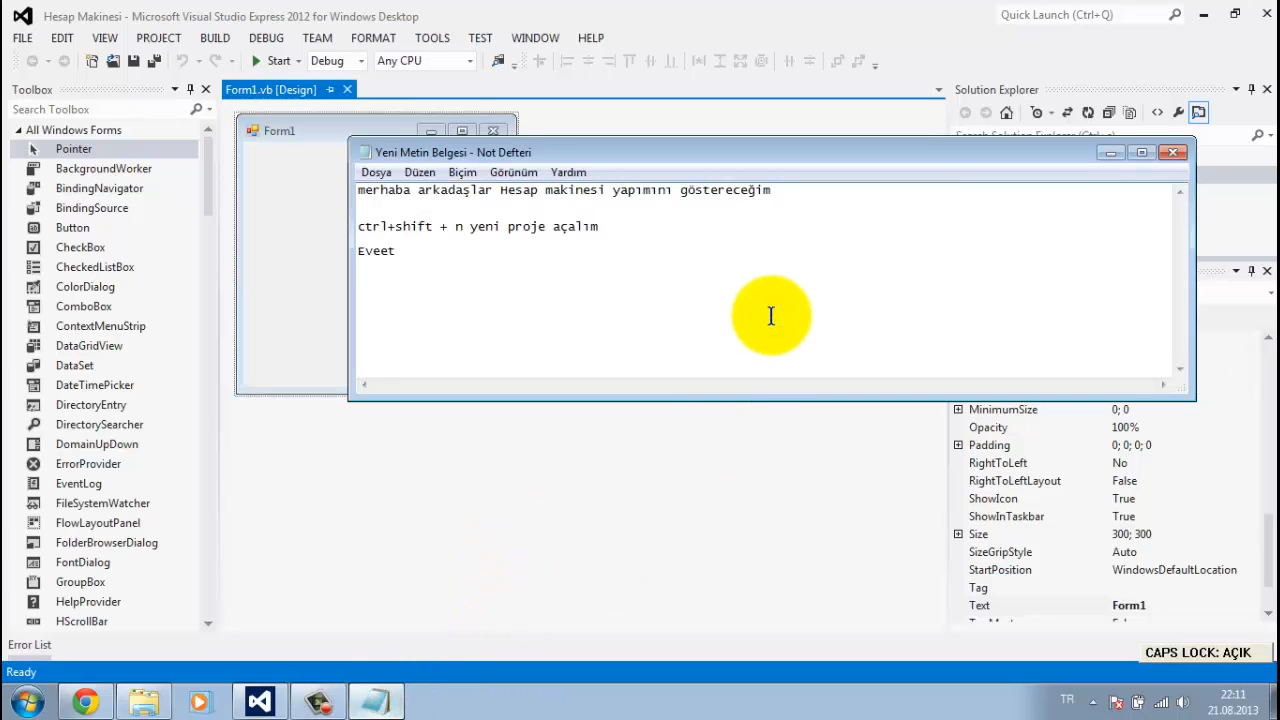 Hesap Makinesi - Microsoft Visual Studio Express 2012 for Windows Desktop
Quick Launch (Ctrl+Q)
FILE EDIT VIEW PROJECT BUILD DEBUG TEAM FORMAT TOOLS TEST WINDOW HELP
Start Debug Any CPU
Toolbox
Search Toolbox
All Windows Forms
Pointer
BackgroundWorker
BindingNavigator
BindingSource
Button
CheckBox
CheckedListBox
ColorDialog
ComboBox
ContextMenuStrip
DataGridView
DataSet
DateTimePicker
DirectoryEntry
DirectorySearcher
DomainUpDown
ErrorProvider
EventLog
FileSystemWatcher
FlowLayoutPanel
FolderBrowserDialog
FontDialog
GroupBox
HelpProvider
HScrollBar
Form1.vb [Design]
Form1
Yeni Metin Belgesi - Not Defteri
Dosya Düzen Biçim Görünüm Yardım
merhaba arkadaşlar Hesap makinesi yapımını göstereceğim
ctrl+shift + n yeni proje açalım
Eveet
Solution Explorer
MinimumSize 0; 0
Opacity 100%
Padding 0; 0; 0; 0
RightToLeft No
RightToLeftLayout False
ShowIcon True
ShowInTaskbar True
Size 300; 300
SizeGripStyle Auto
StartPosition WindowsDefaultLocation
Tag
Text Form1
Error List
CAPS LOCK: AÇIK
Ready
TR
22:11
21.08.2013